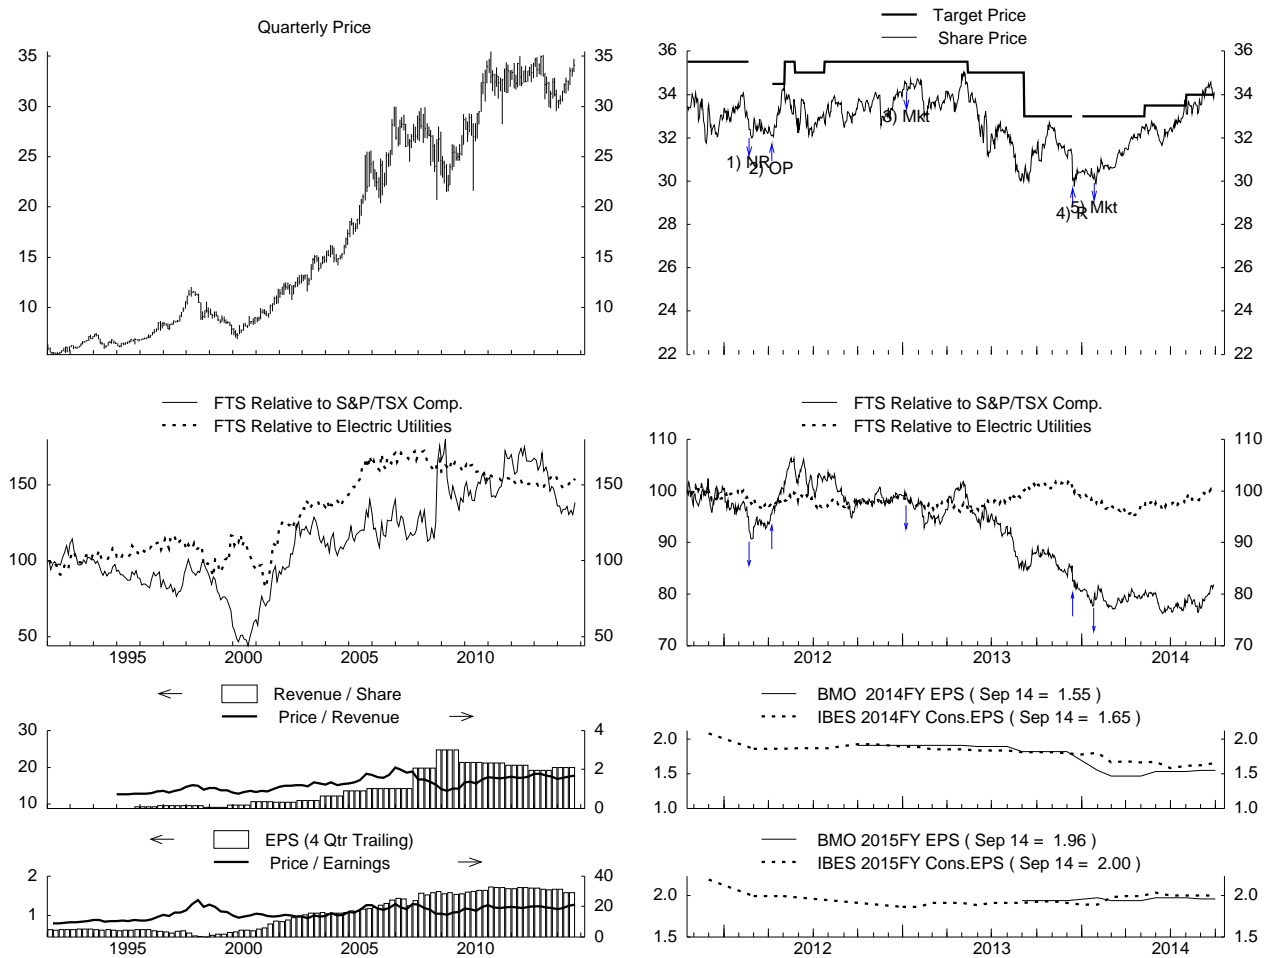 Quarterly Price
35 35
30 30
25 25
20 20
15 15
10 10
Target Price
Share Price
36 36
34 34
32 32
30 30
28 28
26 26
24 24
22 22
1) NR
2) OP
3) Mkt
4) R
5) Mkt
FTS Relative to S&P/TSX Comp.
FTS Relative to Electric Utilities
150 150
100 100
50 50
1995 2000 2005 2010
FTS Relative to S&P/TSX Comp.
FTS Relative to Electric Utilities
110 110
100 100
90 90
80 80
70 70
2012 2013 2014
Revenue / Share
Price / Revenue
30 4
20 2
10 0
BMO 2014FY EPS ( Sep 14 = 1.55 )
IBES 2014FY Cons.EPS ( Sep 14 = 1.65 )
2.0 2.0
1.5 1.5
1.0 1.0
EPS (4 Qtr Trailing)
Price / Earnings
2 40
1 20
0
1995 2000 2005 2010
BMO 2015FY EPS ( Sep 14 = 1.96 )
IBES 2015FY Cons.EPS ( Sep 14 = 2.00 )
2.0 2.0
1.5 1.5
2012 2013 2014